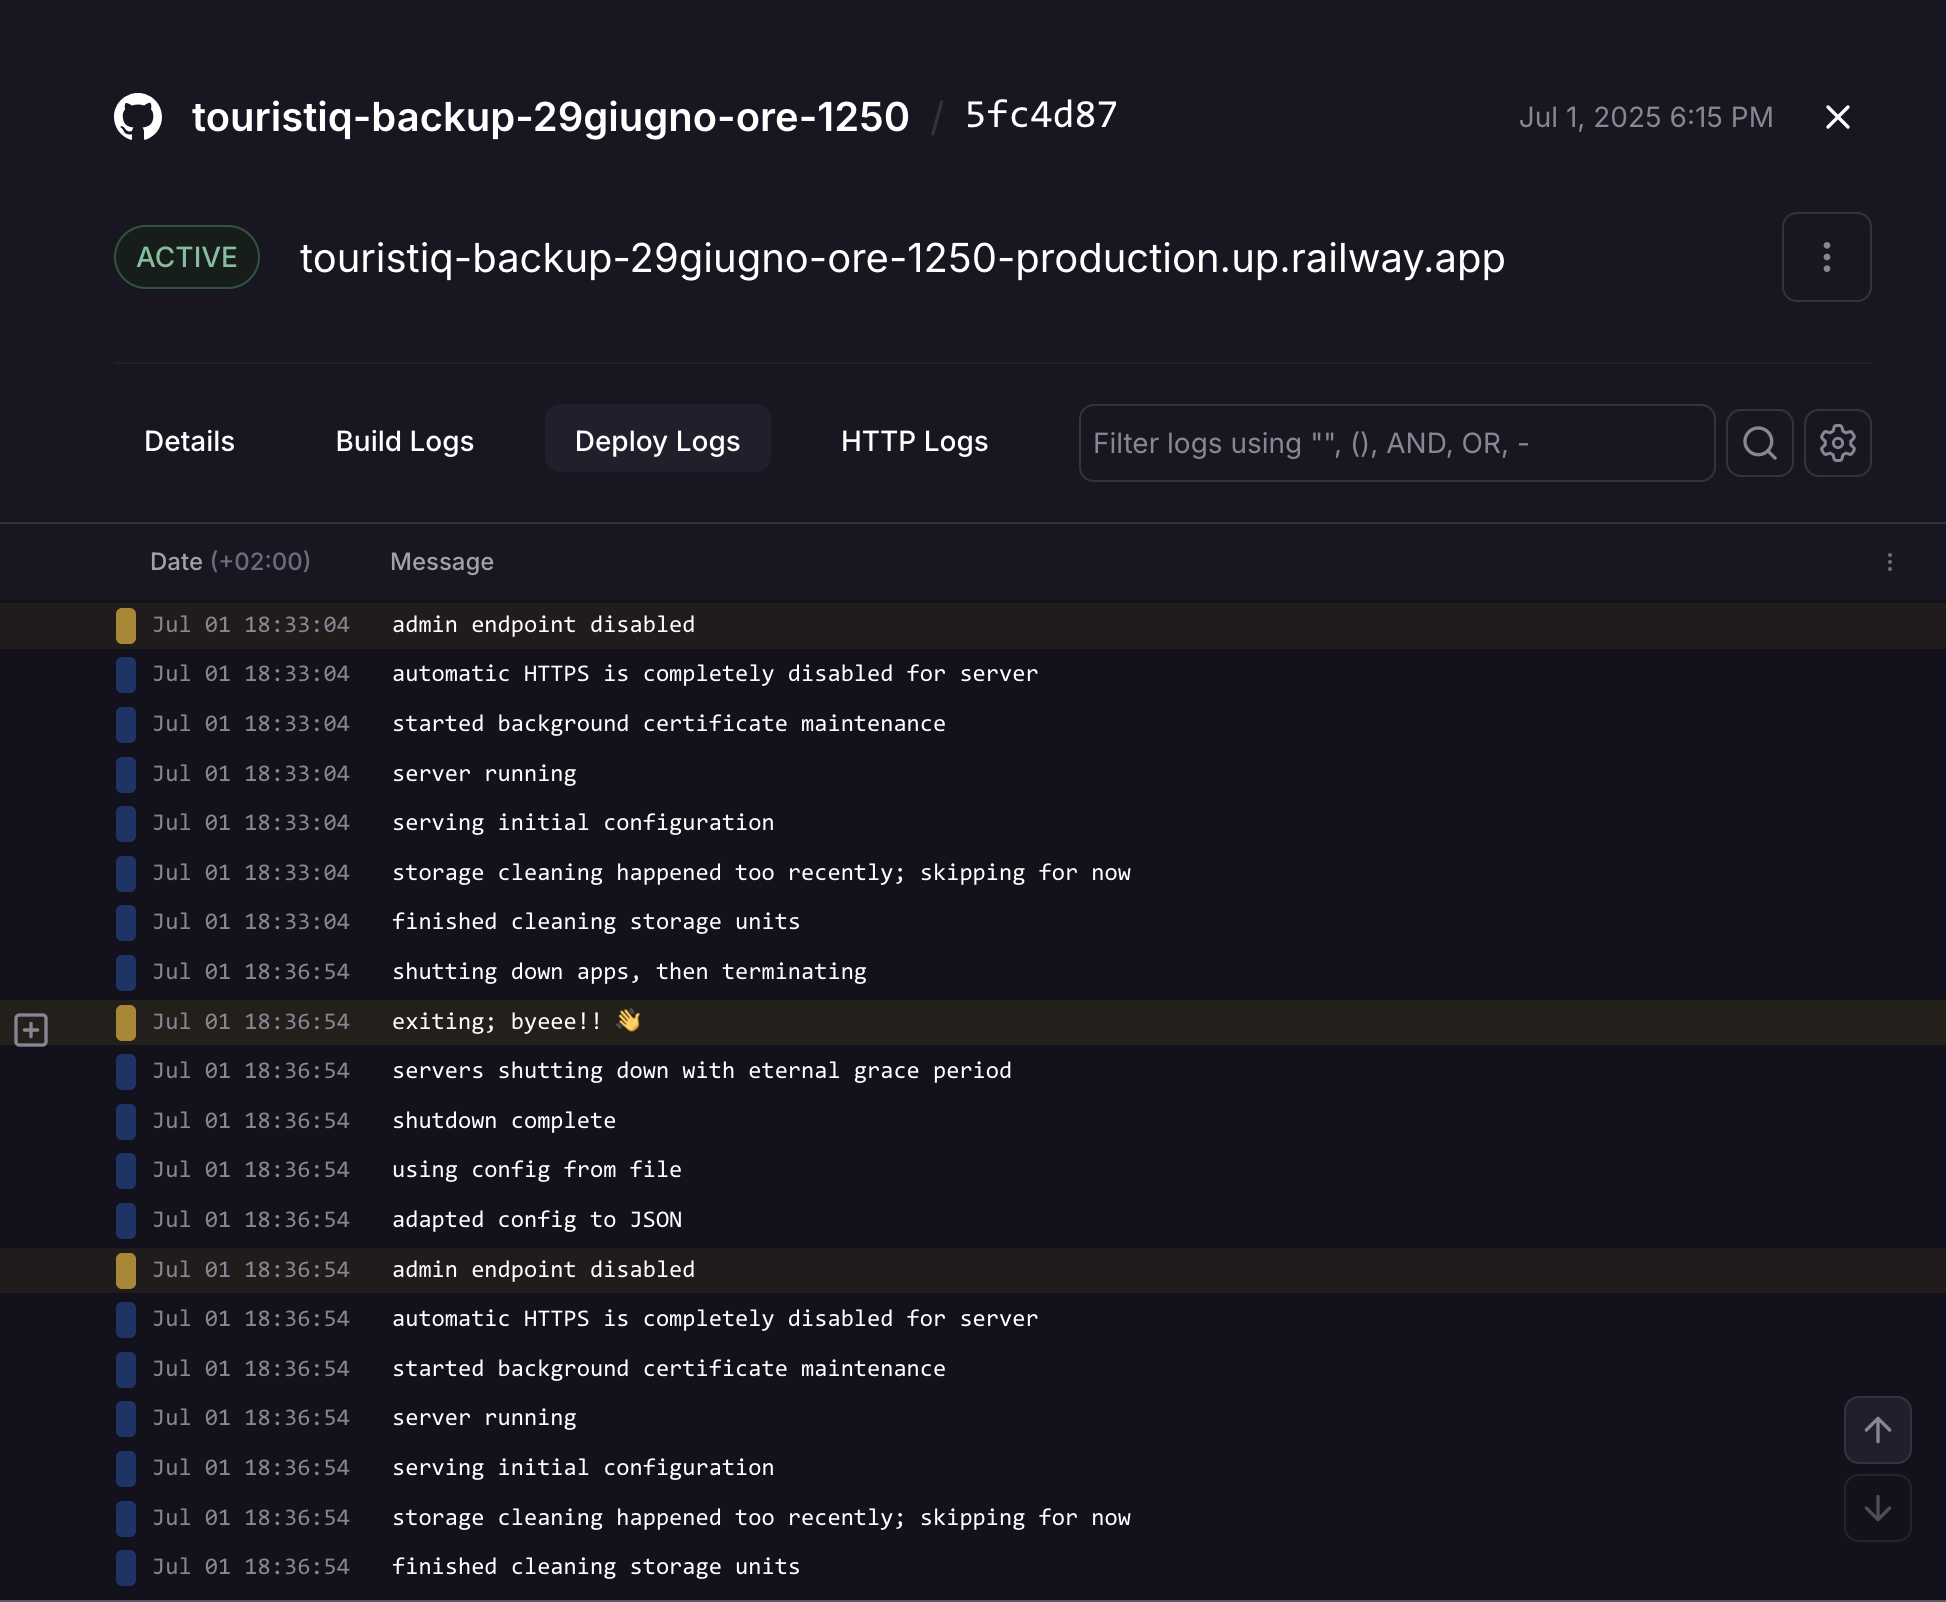 touristiq-backup-29giugno-ore-1250 / 5fc4d87 Jul 1, 2025 6:15 PM
ACTIVE touristiq-backup-29giugno-ore-1250-production.up.railway.app
Details Build Logs Deploy Logs HTTP Logs Filter logs using "", (), AND, OR, -
Date (+02:00) Message
Jul 01 18:33:04 admin endpoint disabled
Jul 01 18:33:04 automatic HTTPS is completely disabled for server
Jul 01 18:33:04 started background certificate maintenance
Jul 01 18:33:04 server running
Jul 01 18:33:04 serving initial configuration
Jul 01 18:33:04 storage cleaning happened too recently; skipping for now
Jul 01 18:33:04 finished cleaning storage units
Jul 01 18:36:54 shutting down apps, then terminating
Jul 01 18:36:54 exiting; byeee!! 👋
Jul 01 18:36:54 servers shutting down with eternal grace period
Jul 01 18:36:54 shutdown complete
Jul 01 18:36:54 using config from file
Jul 01 18:36:54 adapted config to JSON
Jul 01 18:36:54 admin endpoint disabled
Jul 01 18:36:54 automatic HTTPS is completely disabled for server
Jul 01 18:36:54 started background certificate maintenance
Jul 01 18:36:54 server running
Jul 01 18:36:54 serving initial configuration
Jul 01 18:36:54 storage cleaning happened too recently; skipping for now
Jul 01 18:36:54 finished cleaning storage units